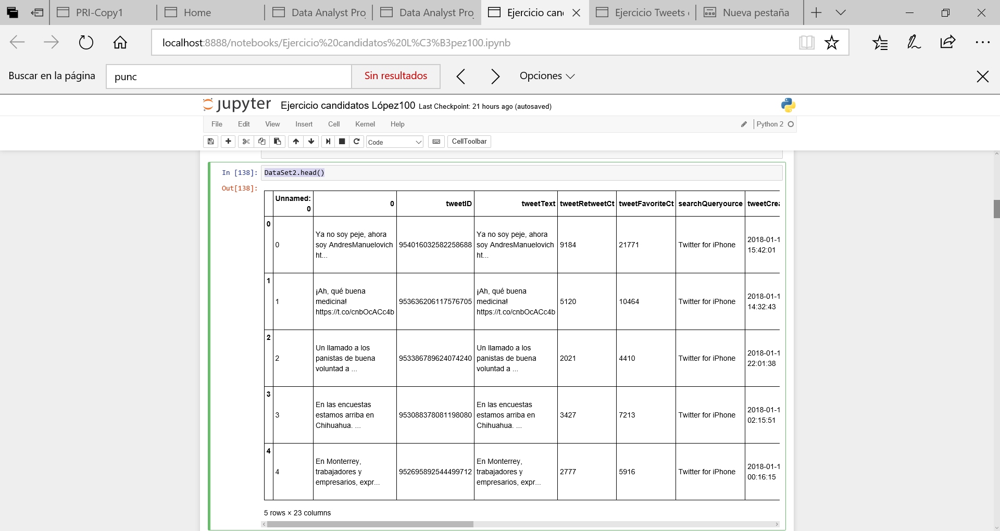 PRI-Copy1 Home Data Analyst Pro Data Analyst Pro Ejercicio can Ejercicio Tweets Nueva pestaña
localhost:8888/notebooks/Ejercicio%20candidatos%20L%C3%B3pez100.ipynb
Buscar en la página punc Sin resultados Opciones
jupyter Ejercicio candidatos López100 Last Checkpoint: 21 hours ago (autosaved)
File Edit View Insert Cell Kernel Help Python 2
Code CellToolbar
In [138]: DataSet2.head()
Out[138]:
Unnamed: 0 0 tweetID tweetText tweetRetweetCt tweetFavoriteCt searchQueryource tweetCrea
0 0 Ya no soy peje, ahora soy AndresManuelovich ht... 954016032582258688 Ya no soy peje, ahora soy AndresManuelovich ht... 9184 21771 Twitter for iPhone 2018-01-1 15:42:01
1 1 ¡Ah, qué buena medicina! https://t.co/cnbOcACc4b 953636206117576705 ¡Ah, qué buena medicina! https://t.co/cnbOcACc4b 5120 10464 Twitter for iPhone 2018-01-1 14:32:43
2 2 Un llamado a los panistas de buena voluntad a ... 953386789624074240 Un llamado a los panistas de buena voluntad a ... 2021 4410 Twitter for iPhone 2018-01-1 22:01:38
3 3 En las encuestas estamos arriba en Chihuahua. ... 953088378081198080 En las encuestas estamos arriba en Chihuahua. ... 3427 7213 Twitter for iPhone 2018-01-1 02:15:51
4 4 En Monterrey, trabajadores y empresarios, expr... 952695892544499712 En Monterrey, trabajadores y empresarios, expr... 2777 5916 Twitter for iPhone 2018-01-1 00:16:15
5 rows × 23 columns